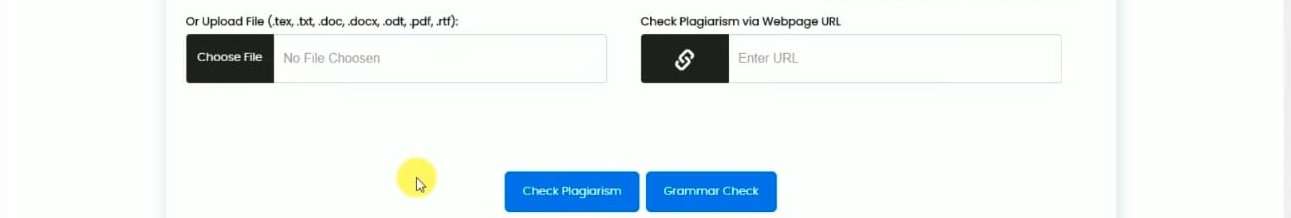 Or Upload File (.tex, .txt, .doc, .docx, .odt, .pdf, .rtf):
Choose File No File Choosen
Check Plagiarism via Webpage URL
Enter URL
Check Plagiarism
Grammar Check